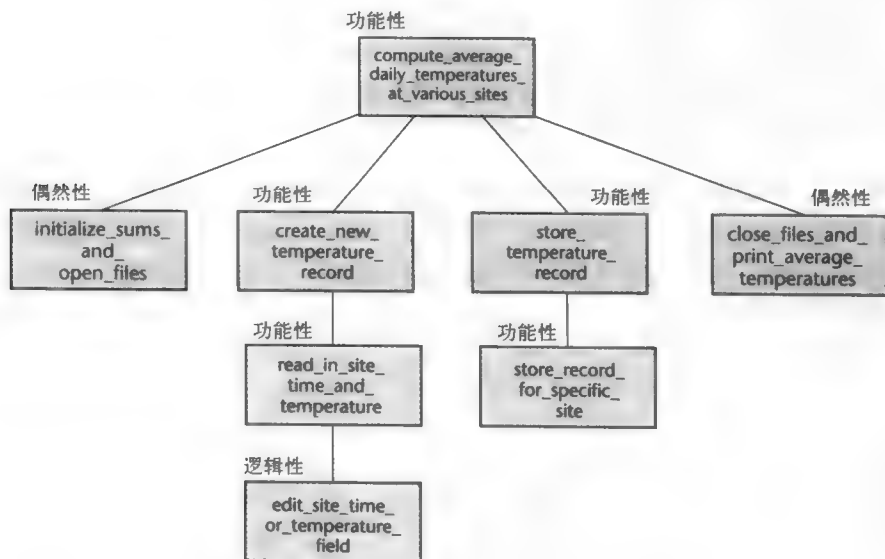 功能性
compute_average_
daily_temperatures_
at_various_sites
偶然性
initialize_sums_
and_
open_files
功能性
create_new_
temperature_
record
功能性
store_
temperature_
record
偶然性
close_files_and_
print_average_
temperatures
功能性
read_in_site_
time_and_
temperature
功能性
store_record_
for_specific_
site
逻辑性
edit_site_time_
or_temperature_
field